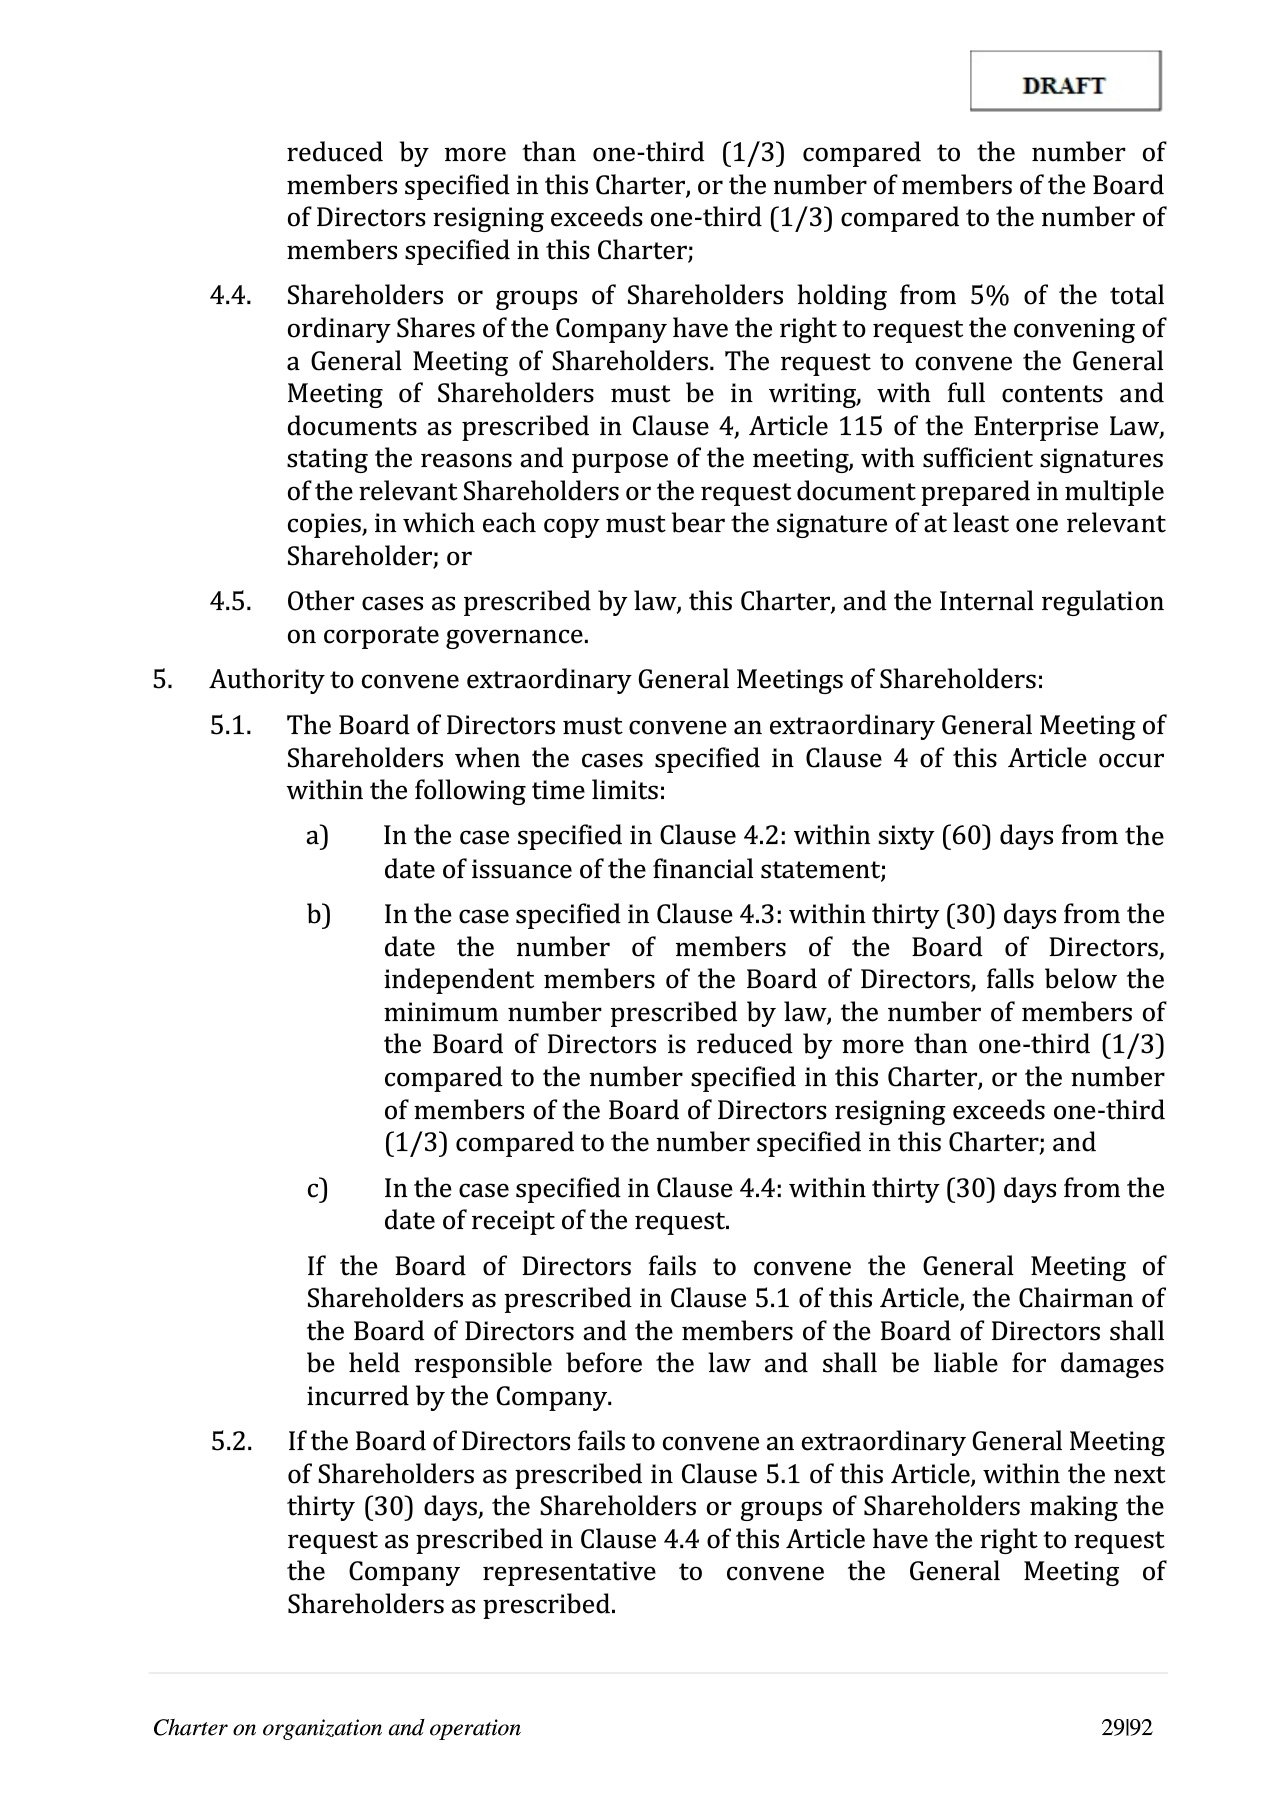 DRAFT
reduced by more than one-third (1/3) compared to the number of
members specified in this Charter, or the number of members of the Board
of Directors resigning exceeds one-third (1/3) compared to the number of
members specified in this Charter;
4.4. Shareholders or groups of Shareholders holding from 5% of the total
ordinary Shares of the Company have the right to request the convening of
a General Meeting of Shareholders. The request to convene the General
Meeting of Shareholders must be in writing, with full contents and
documents as prescribed in Clause 4, Article 115 of the Enterprise Law,
stating the reasons and purpose of the meeting, with sufficient signatures
of the relevant Shareholders or the request document prepared in multiple
copies, in which each copy must bear the signature of at least one relevant
Shareholder; or
4.5. Other cases as prescribed by law, this Charter, and the Internal regulation
on corporate governance.
5. Authority to convene extraordinary General Meetings of Shareholders:
5.1. The Board of Directors must convene an extraordinary General Meeting of
Shareholders when the cases specified in Clause 4 of this Article occur
within the following time limits:
a) In the case specified in Clause 4.2: within sixty (60) days from the
date of issuance of the financial statement;
b) In the case specified in Clause 4.3: within thirty (30) days from the
date the number of members of the Board of Directors,
independent members of the Board of Directors, falls below the
minimum number prescribed by law, the number of members of
the Board of Directors is reduced by more than one-third (1/3)
compared to the number specified in this Charter, or the number
of members of the Board of Directors resigning exceeds one-third
(1/3) compared to the number specified in this Charter; and
c) In the case specified in Clause 4.4: within thirty (30) days from the
date of receipt of the request.
If the Board of Directors fails to convene the General Meeting of
Shareholders as prescribed in Clause 5.1 of this Article, the Chairman of
the Board of Directors and the members of the Board of Directors shall
be held responsible before the law and shall be liable for damages
incurred by the Company.
5.2. If the Board of Directors fails to convene an extraordinary General Meeting
of Shareholders as prescribed in Clause 5.1 of this Article, within the next
thirty (30) days, the Shareholders or groups of Shareholders making the
request as prescribed in Clause 4.4 of this Article have the right to request
the Company representative to convene the General Meeting of
Shareholders as prescribed.
Charter on organization and operation 29|92